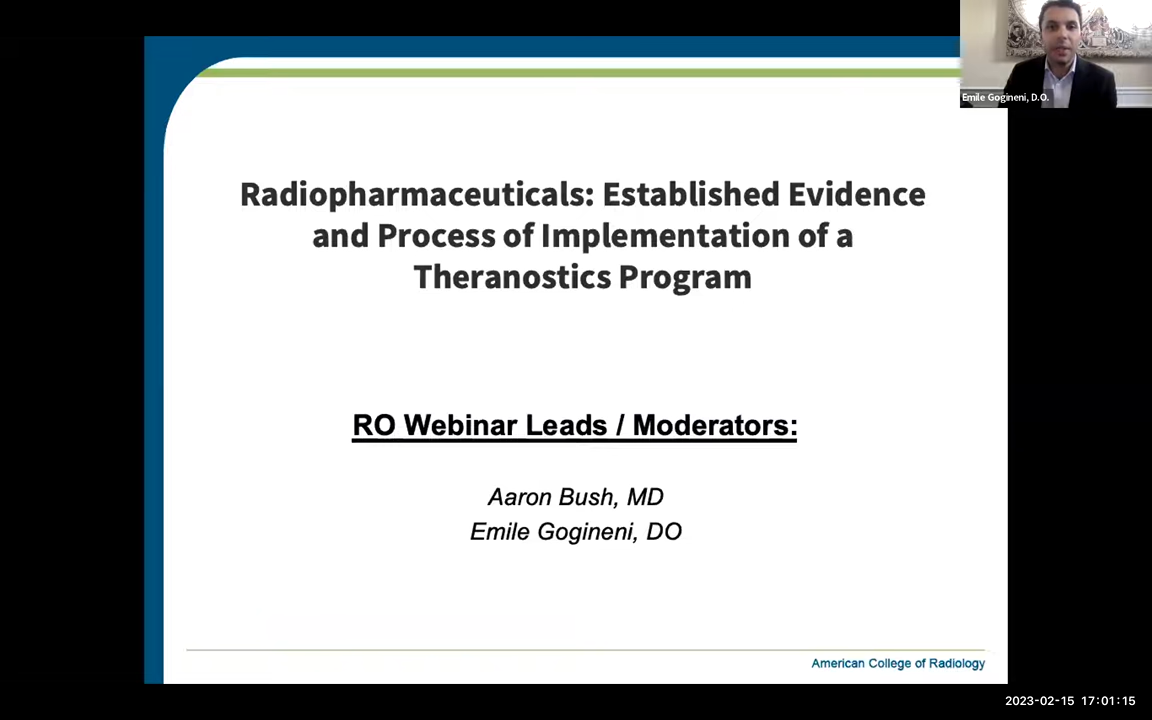 Emile Gogineni, D.O.
Radiopharmaceuticals: Established Evidence
and Process of Implementation of a
Theranostics Program
RO Webinar Leads / Moderators:
Aaron Bush, MD
Emile Gogineni, DO
American College of Radiology
2023-02-15 17:01:15